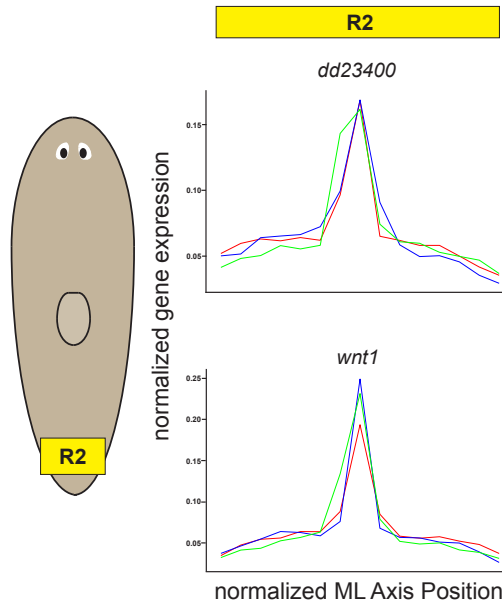 R2
dd23400
0.15
0.10
0.05
normalized gene expression
wnt1
0.25
0.20
0.15
0.10
0.05
R2
normalized ML Axis Position